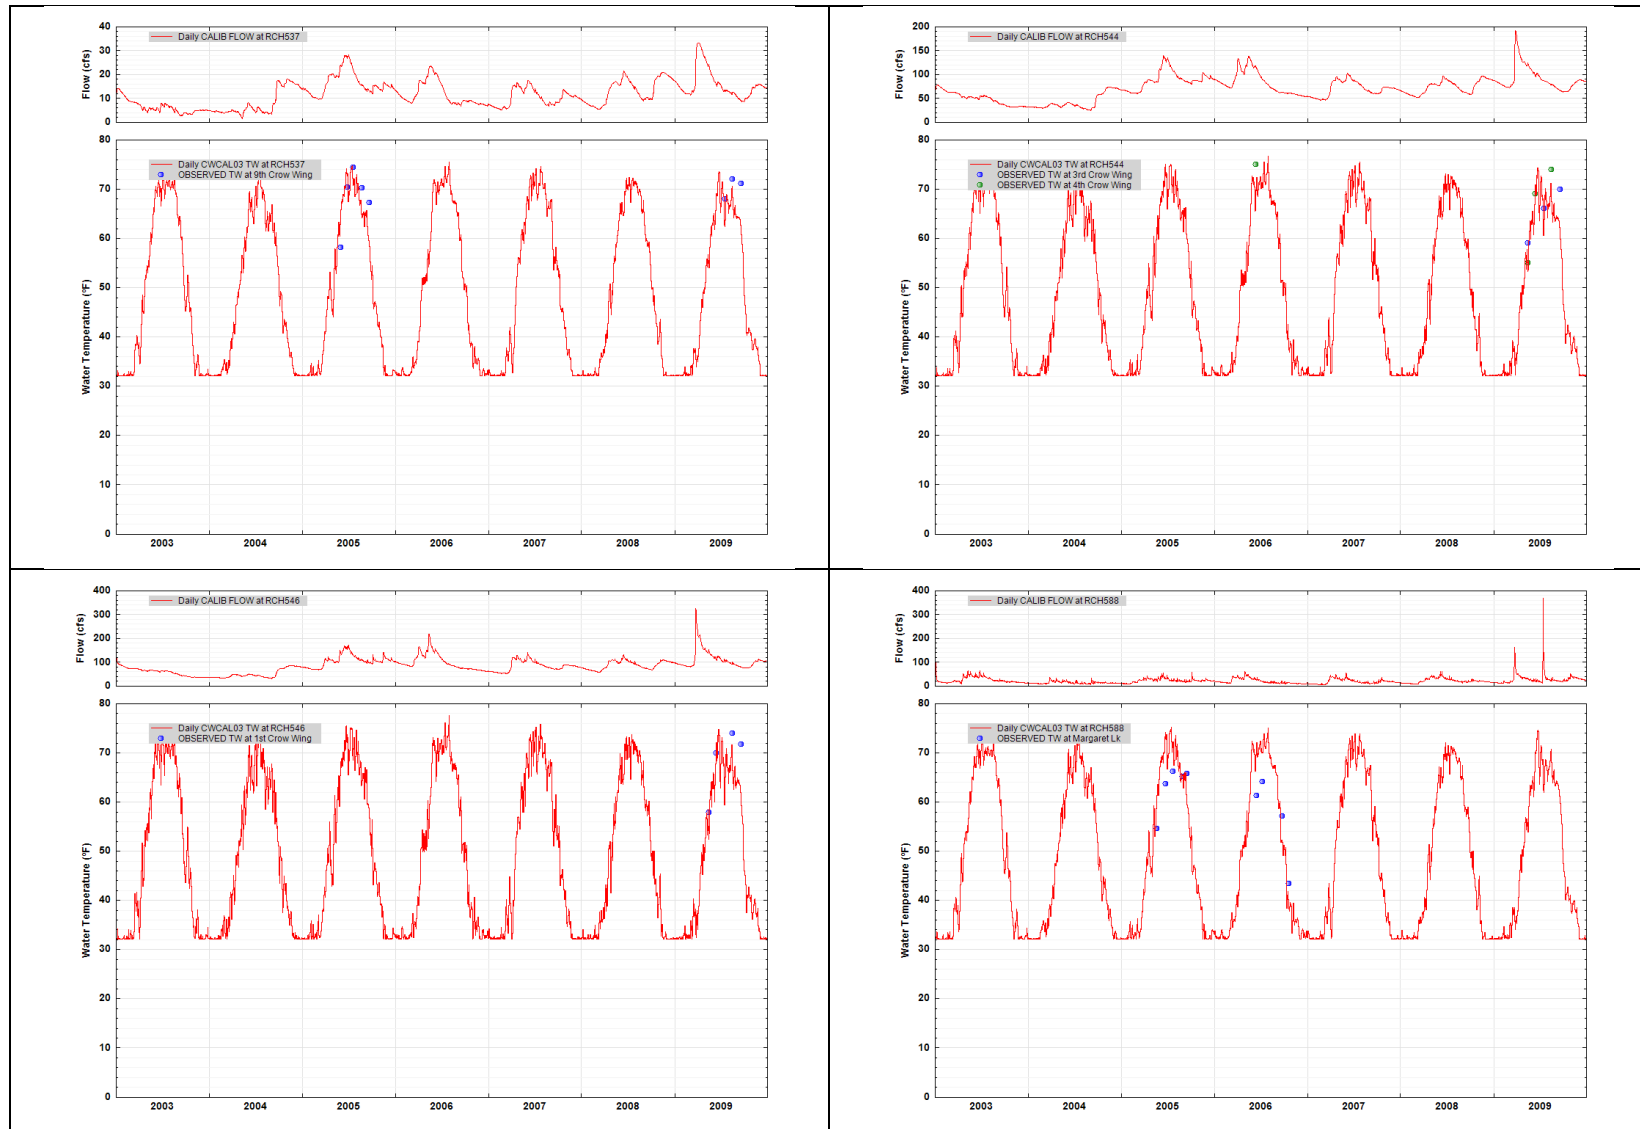 Flow (cfs)
40
30
20
10
0
Daily CALIB FLOW at RCH537
Water Temperature (°F)
80
70
60
50
40
30
20
10
0
Daily CWCAL03 TW at RCH537
OBSERVED TW at 9th Crow Wing
2003 2004 2005 2006 2007 2008 2009
Flow (cfs)
200
150
100
50
0
Daily CALIB FLOW at RCH544
Water Temperature (°F)
80
70
60
50
40
30
20
10
0
Daily CWCAL03 TW at RCH544
OBSERVED TW at 3rd Crow Wing
OBSERVED TW at 4th Crow Wing
2003 2004 2005 2006 2007 2008 2009
Flow (cfs)
400
300
200
100
0
Daily CALIB FLOW at RCH546
Water Temperature (°F)
80
70
60
50
40
30
20
10
0
Daily CWCAL03 TW at RCH546
OBSERVED TW at 1st Crow Wing
2003 2004 2005 2006 2007 2008 2009
Flow (cfs)
400
300
200
100
0
Daily CALIB FLOW at RCH588
Water Temperature (°F)
80
70
60
50
40
30
20
10
0
Daily CWCAL03 TW at RCH588
OBSERVED TW at Margaret Lk
2003 2004 2005 2006 2007 2008 2009